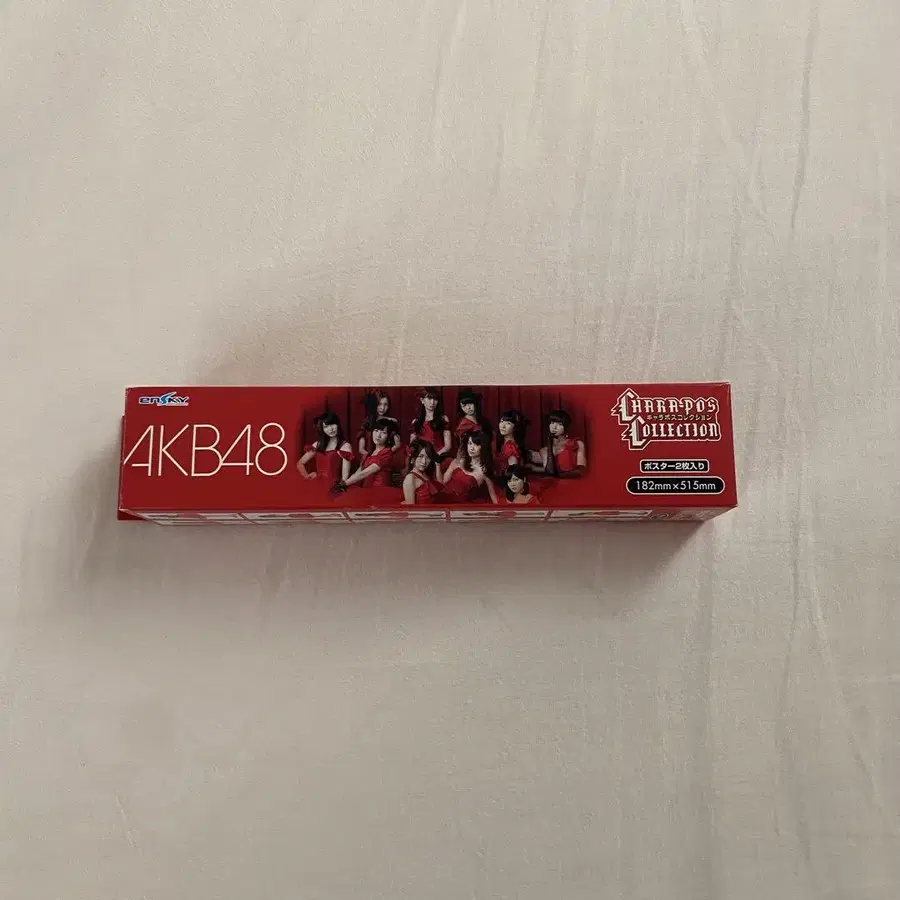 ensky
AKB48
CHARA-POS
キャラポスコレクション
COLLECTION
ポスター2枚入り
182mm×515mm